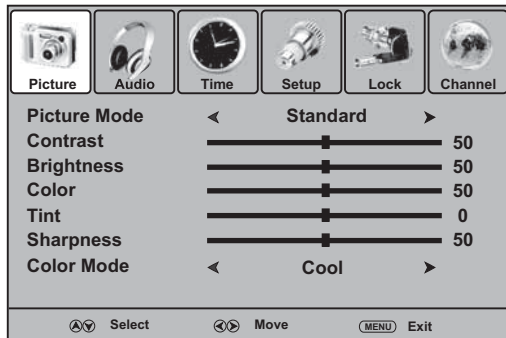 Picture Audio Time Setup Lock Channel
Picture Mode Standard
Contrast 50
Brightness 50
Color 50
Tint 0
Sharpness 50
Color Mode Cool
Select Move MENU Exit